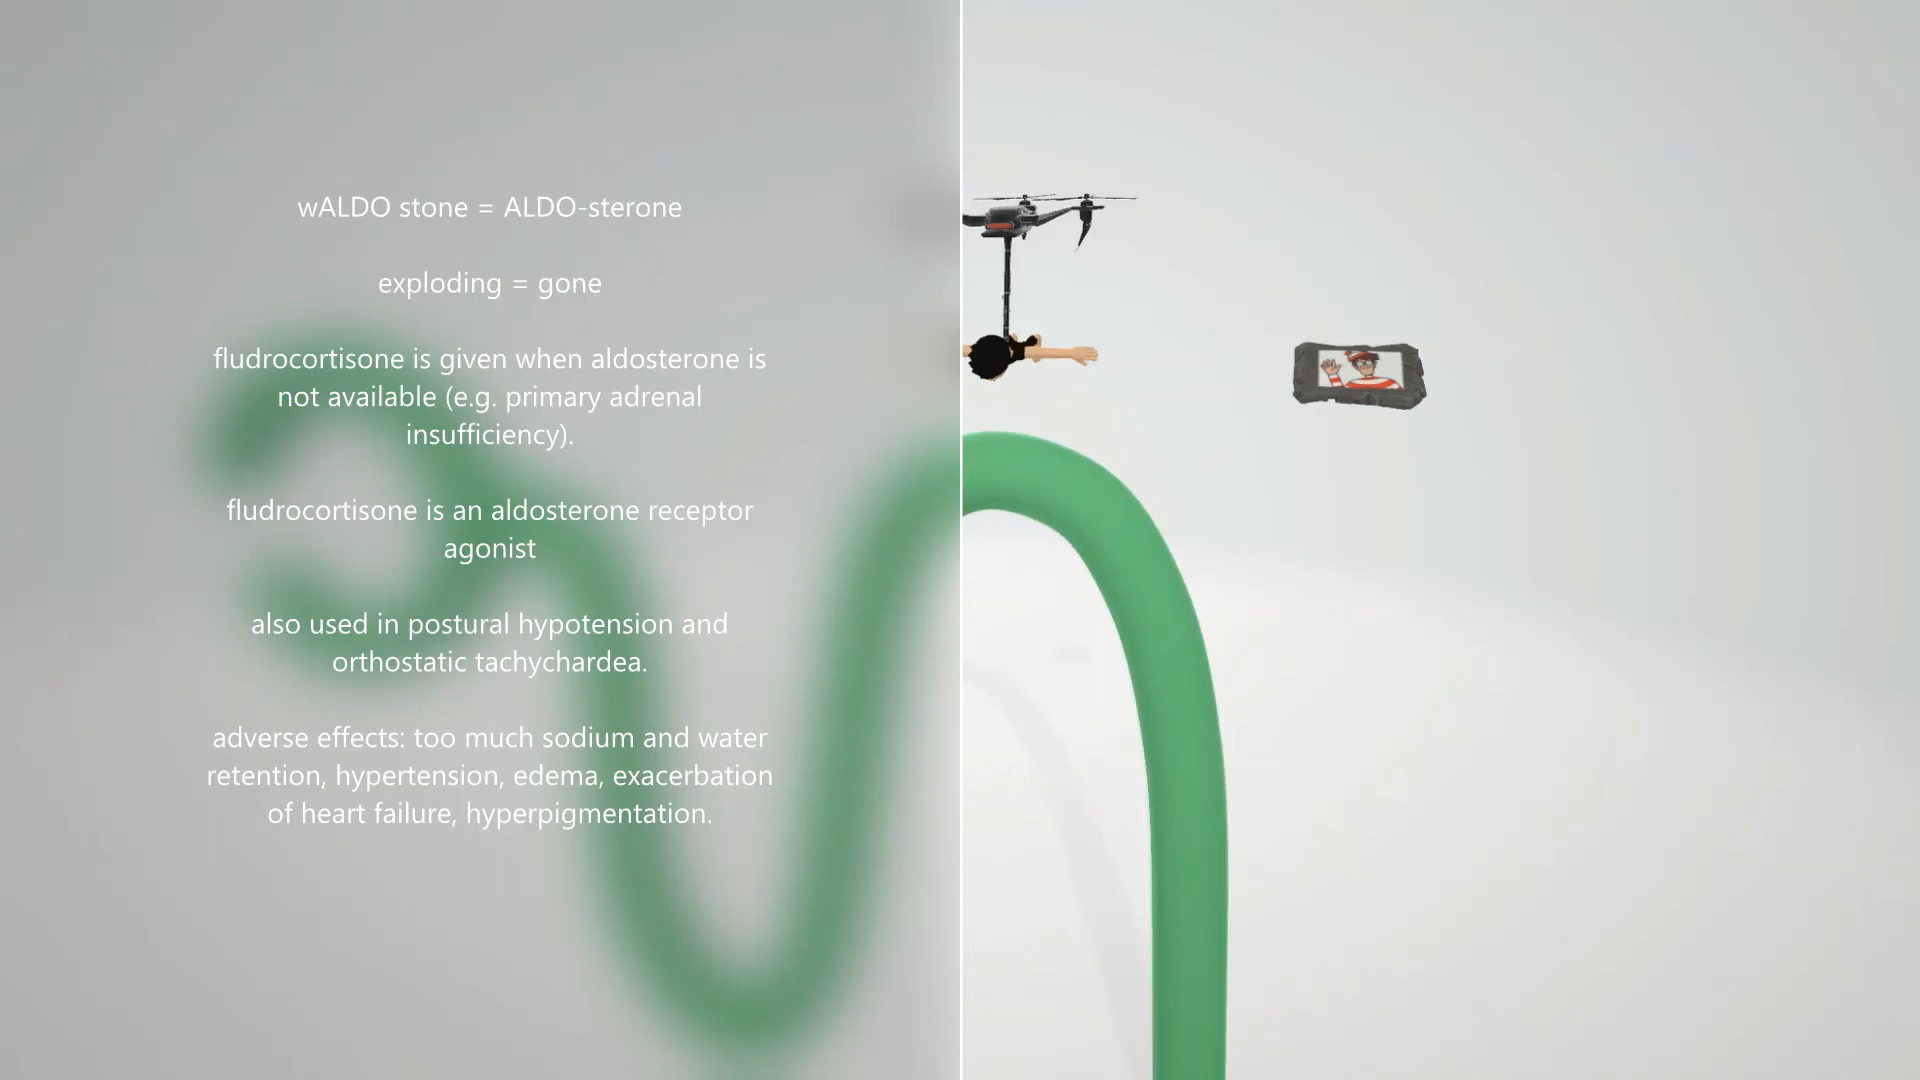 wALDO stone = ALDO-sterone
exploding = gone
fludrocortisone is given when aldosterone is
not available (e.g. primary adrenal
insufficiency).
fludrocortisone is an aldosterone receptor
agonist
also used in postural hypotension and
orthostatic tachychardea.
adverse effects: too much sodium and water
retention, hypertension, edema, exacerbation
of heart failure, hyperpigmentation.